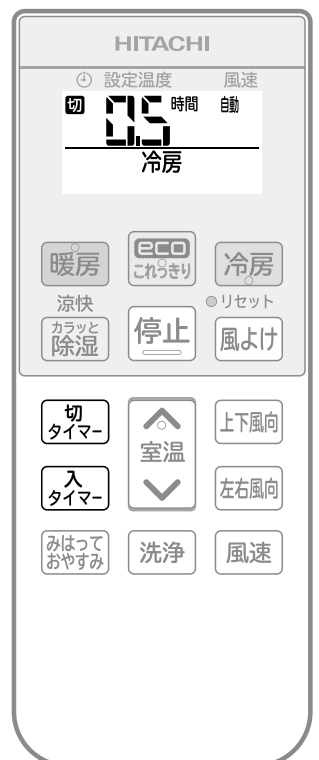 HITACHI
設定温度 風速
切 0.5 時間 自動
冷房
暖房 eco これっきり 冷房
涼快 リセット
カラッと 除湿 停止 風よけ
切 タイマー 室温 上下風向
入 タイマー 左右風向
みはって おやすみ 洗浄 風速